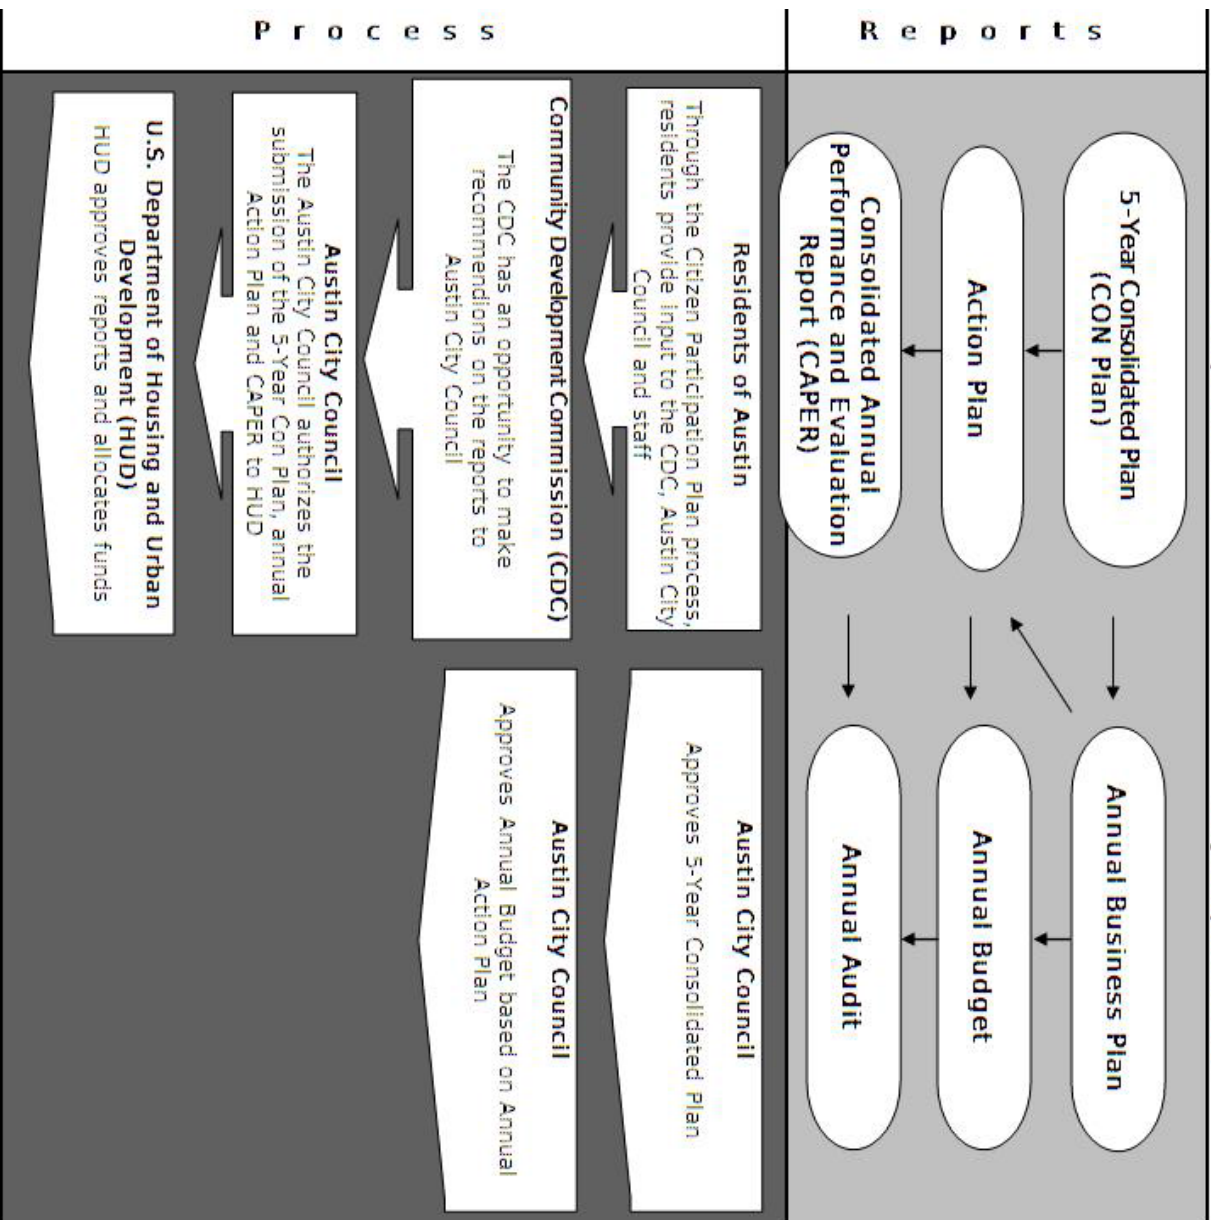 Reports
5-Year Consolidated Plan
(CON Plan)
Annual Business Plan
Action Plan
Annual Budget
Consolidated Annual
Performance and Evaluation
Report (CAPER)
Annual Audit
Process
Residents of Austin
Through the Citizen Participation Plan process,
residents provide input to the CDC, Austin City
Council and staff
Austin City Council
Approves 5-Year Consolidated Plan
Community Development Commission (CDC)
The CDC has an opportunity to make
recommendions on the reports to
Austin City Council
Austin City Council
Approves Annual Budget based on Annual
Action Plan
Austin City Council
The Austin City Council authorizes the
submission of the 5-Year Con Plan, annual
Action Plan and CAPER to HUD
U.S. Department of Housing and Urban
Development (HUD)
HUD approves reports and allocates funds